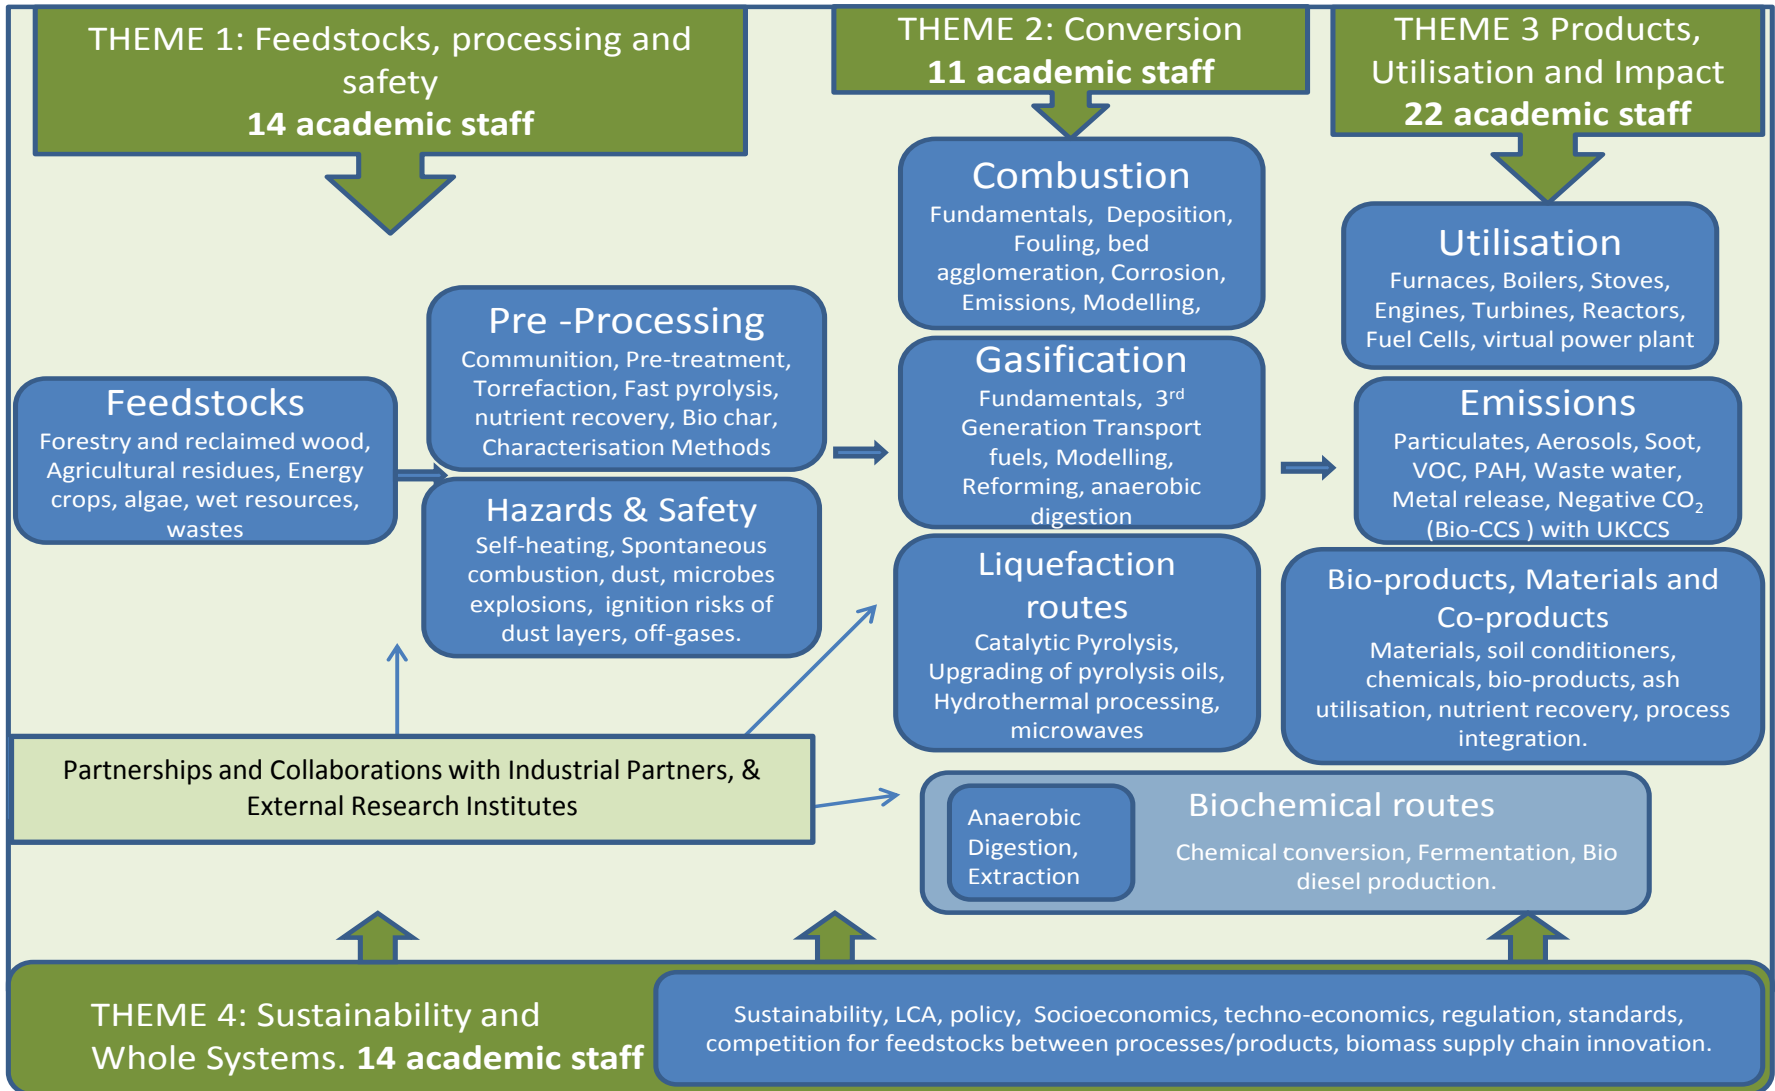 THEME 1: Feedstocks, processing and
safety
14 academic staff
THEME 2: Conversion
11 academic staff
THEME 3 Products,
Utilisation and Impact
22 academic staff
Feedstocks
Forestry and reclaimed wood,
Agricultural residues, Energy
crops, algae, wet resources,
wastes
Pre -Processing
Communition, Pre-treatment,
Torrefaction, Fast pyrolysis,
nutrient recovery, Bio char,
Characterisation Methods
Hazards & Safety
Self-heating, Spontaneous
combustion, dust, microbes
explosions, ignition risks of
dust layers, off-gases.
Combustion
Fundamentals, Deposition,
Fouling, bed
agglomeration, Corrosion,
Emissions, Modelling,
Gasification
Fundamentals, 3rd
Generation Transport
fuels, Modelling,
Reforming, anaerobic
digestion
Liquefaction
routes
Catalytic Pyrolysis,
Upgrading of pyrolysis oils,
Hydrothermal processing,
microwaves
Utilisation
Furnaces, Boilers, Stoves,
Engines, Turbines, Reactors,
Fuel Cells, virtual power plant
Emissions
Particulates, Aerosols, Soot,
VOC, PAH, Waste water,
Metal release, Negative CO2
(Bio-CCS ) with UKCCS
Bio-products, Materials and
Co-products
Materials, soil conditioners,
chemicals, bio-products, ash
utilisation, nutrient recovery, process
integration.
Partnerships and Collaborations with Industrial Partners, &
External Research Institutes
Anaerobic
Digestion,
Extraction
Biochemical routes
Chemical conversion, Fermentation, Bio
diesel production.
THEME 4: Sustainability and
Whole Systems. 14 academic staff
Sustainability, LCA, policy, Socioeconomics, techno-economics, regulation, standards,
competition for feedstocks between processes/products, biomass supply chain innovation.